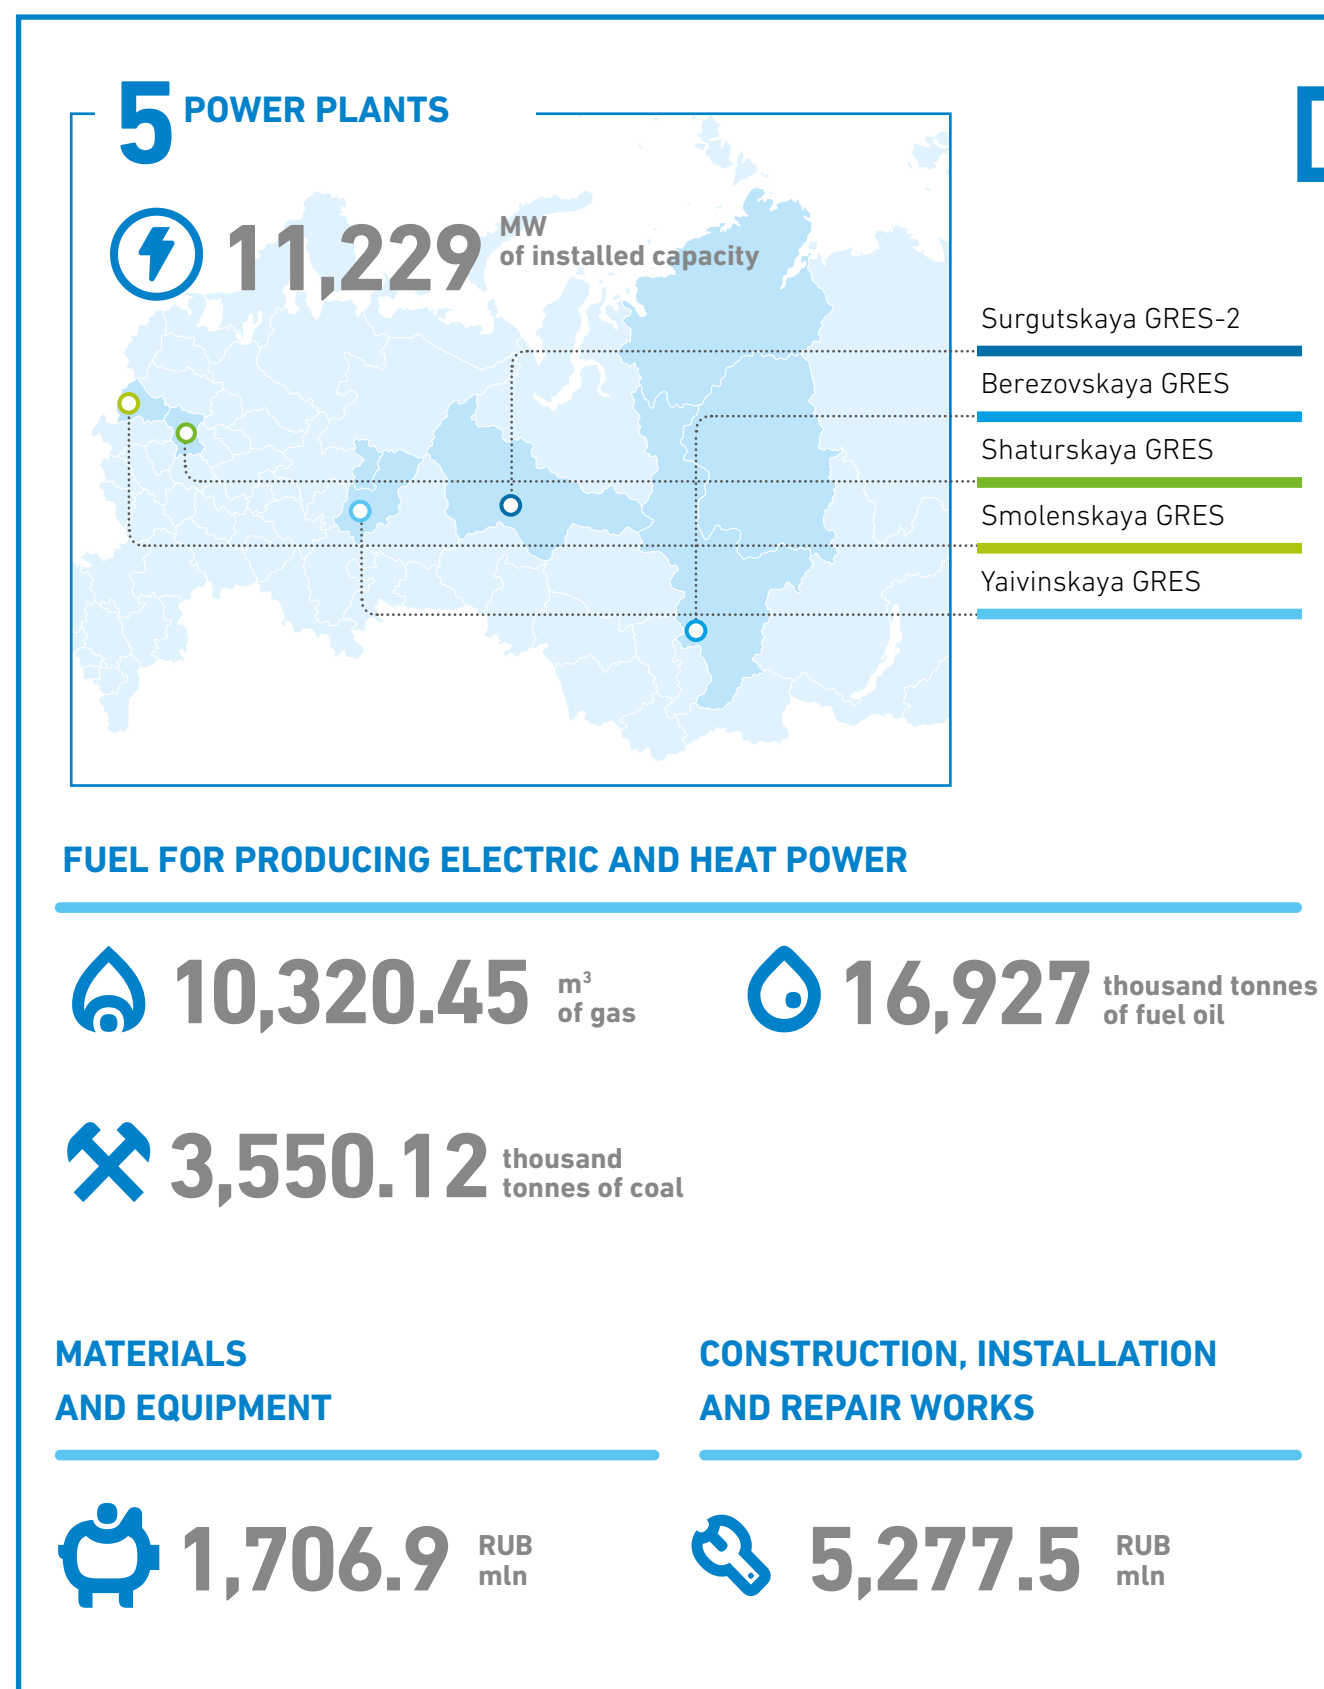 5 POWER PLANTS
11,229 MW
of installed capacity
Surgutskaya GRES-2
Berezovskaya GRES
Shaturskaya GRES
Smolenskaya GRES
Yaivinskaya GRES
FUEL FOR PRODUCING ELECTRIC AND HEAT POWER
10,320.45 m³
of gas
16,927 thousand tonnes
of fuel oil
3,550.12 thousand
tonnes of coal
MATERIALS
AND EQUIPMENT
1,706.9 RUB
mln
CONSTRUCTION, INSTALLATION
AND REPAIR WORKS
5,277.5 RUB
mln